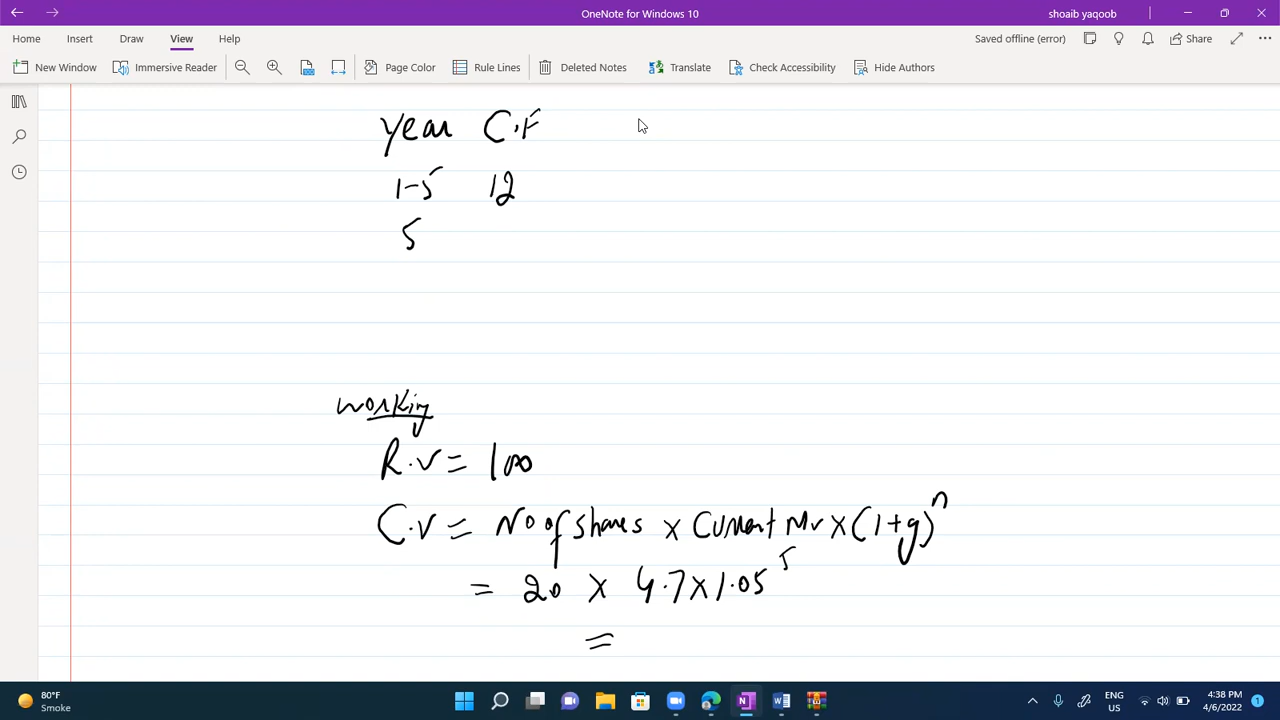 OneNote for Windows 10
shoaib yaqoob
Home Insert Draw View Help
Saved offline (error) Share
New Window Immersive Reader Page Color Rule Lines Deleted Notes Translate Check Accessibility Hide Authors
year C.F
1-5 12
5
working
R.V = 100
C.V = No of shares x Current Mv x (1+g)^n
= 20 x 4.7 x 1.05^5
=
80°F
Smoke
ENG
US
4:38 PM
4/6/2022
1